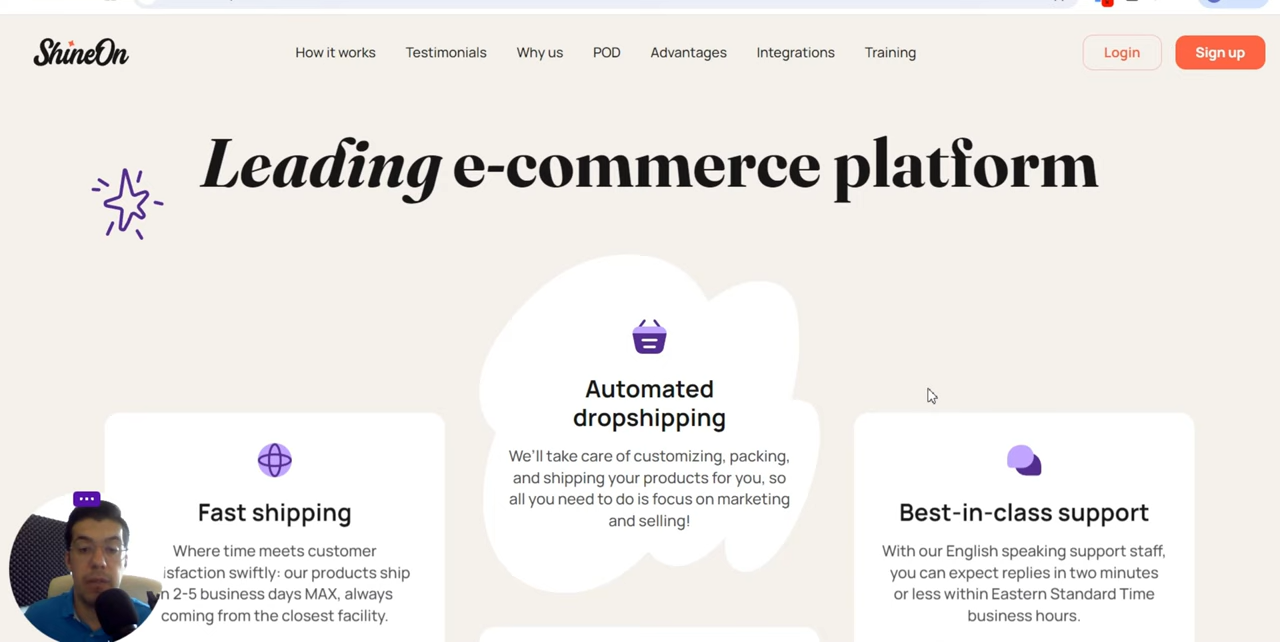 ShineOn
How it works
Testimonials
Why us
POD
Advantages
Integrations
Training
Login
Sign up
Leading e-commerce platform
Automated
dropshipping
We'll take care of customizing, packing,
and shipping your products for you, so
all you need to do is focus on marketing
and selling!
Fast shipping
Where time meets customer
sfaction swiftly: our products ship
2-5 business days MAX, always
coming from the closest facility.
Best-in-class support
With our English speaking support staff,
you can expect replies in two minutes
or less within Eastern Standard Time
business hours.